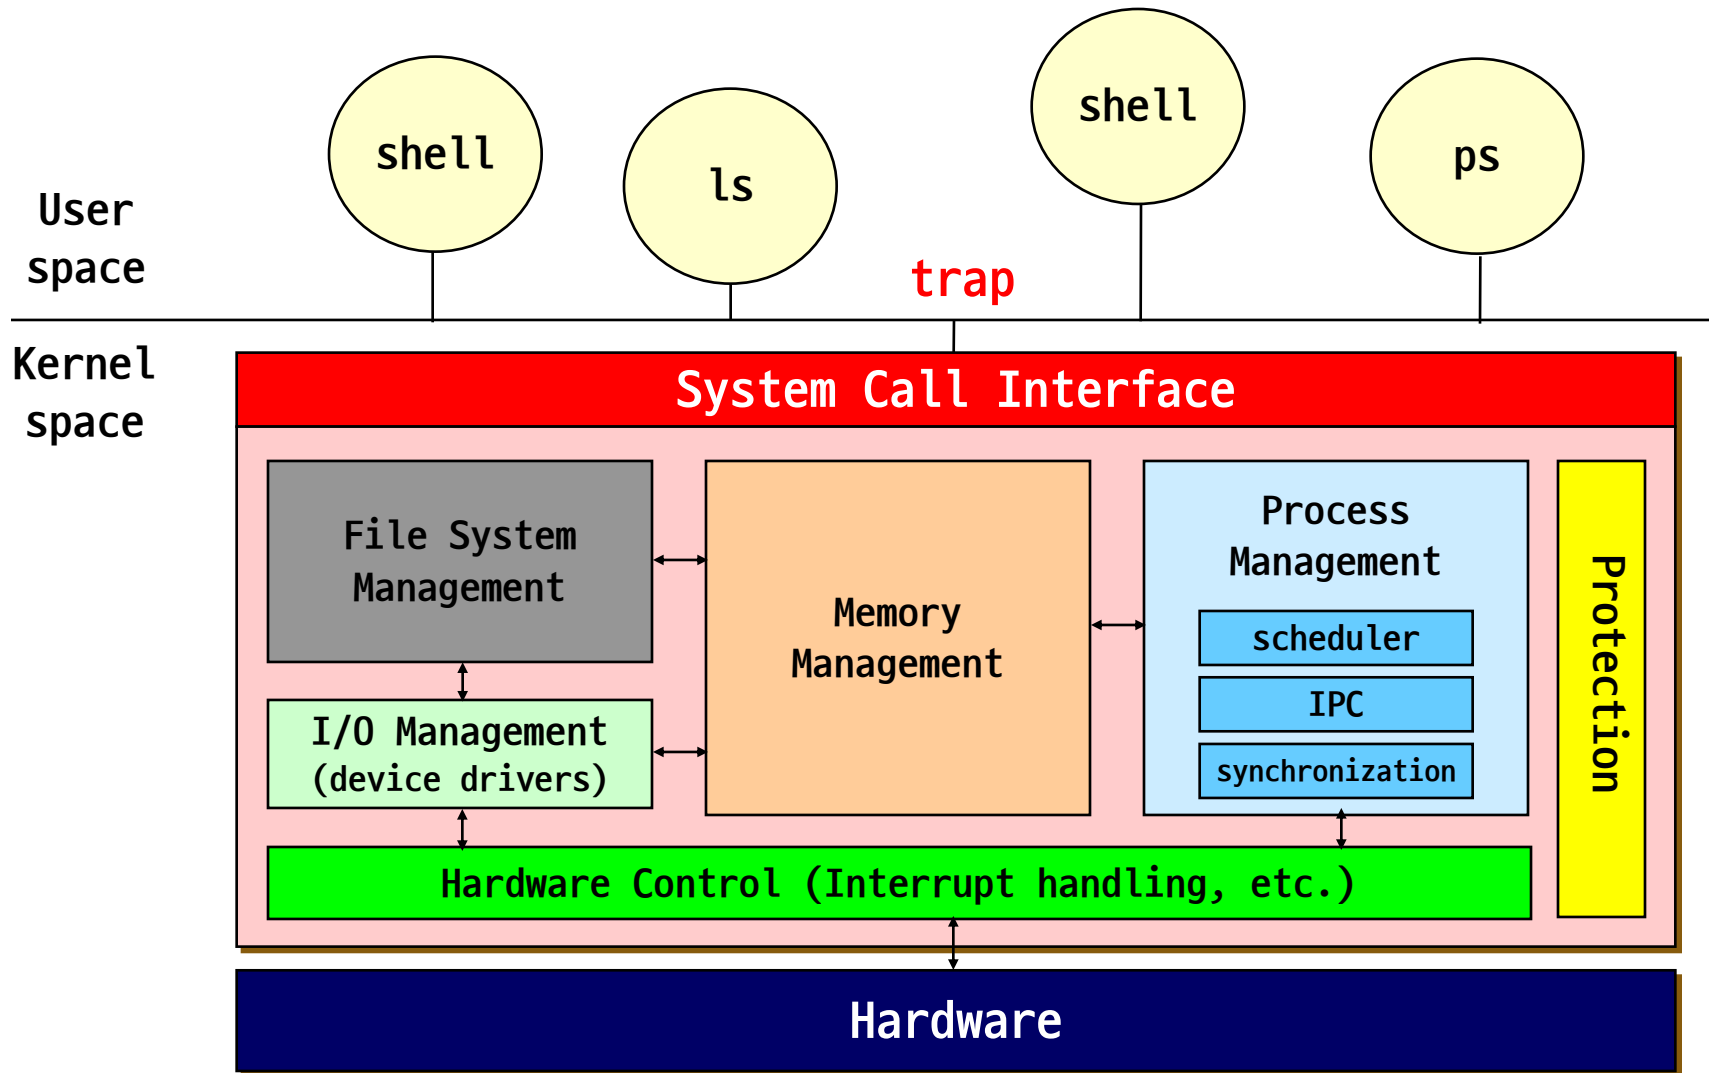 shell
ls
shell
ps
User
space
trap
Kernel
space
System Call Interface
File System
Management
Memory
Management
Process
Management
scheduler
IPC
synchronization
Protection
I/O Management
(device drivers)
Hardware Control (Interrupt handling, etc.)
Hardware